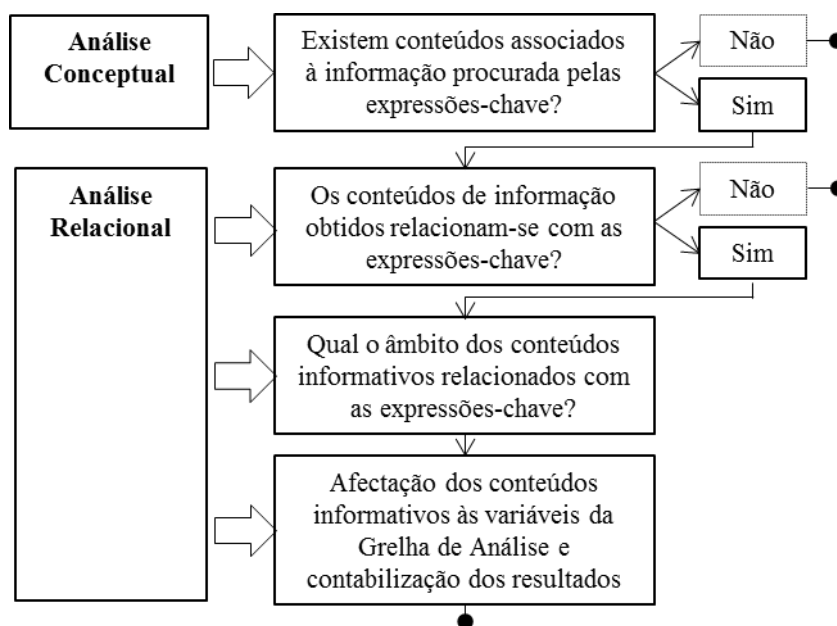 Análise
Conceptual
Existem conteúdos associados
à informação procurada pelas
expressões-chave?
Não
Sim
Análise
Relacional
Os conteúdos de informação
obtidos relacionam-se com as
expressões-chave?
Não
Sim
Qual o âmbito dos conteúdos
informativos relacionados com
as expressões-chave?
Afectação dos conteúdos
informativos às variáveis da
Grelha de Análise e
contabilização dos resultados